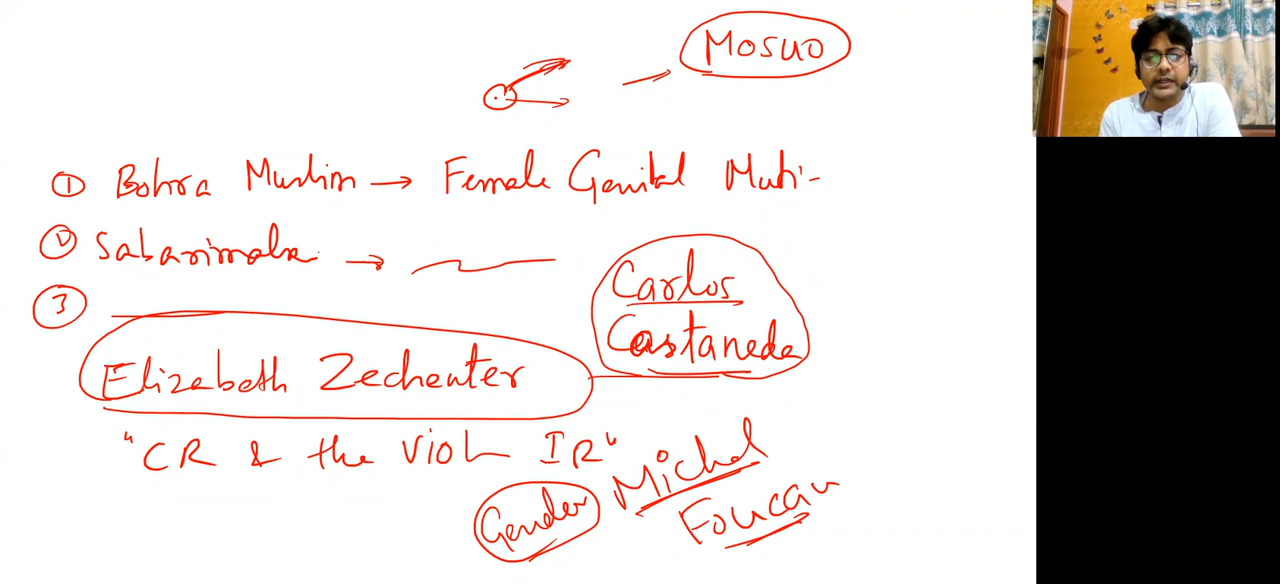 Mosuo
① Bohra Muslim → Female Genital Muti-
② Sabarimala →
③
Carlos
Castaneda
Elizabeth Zechenter
"CR & the Viol IR"
Gender
Michel
Foucau